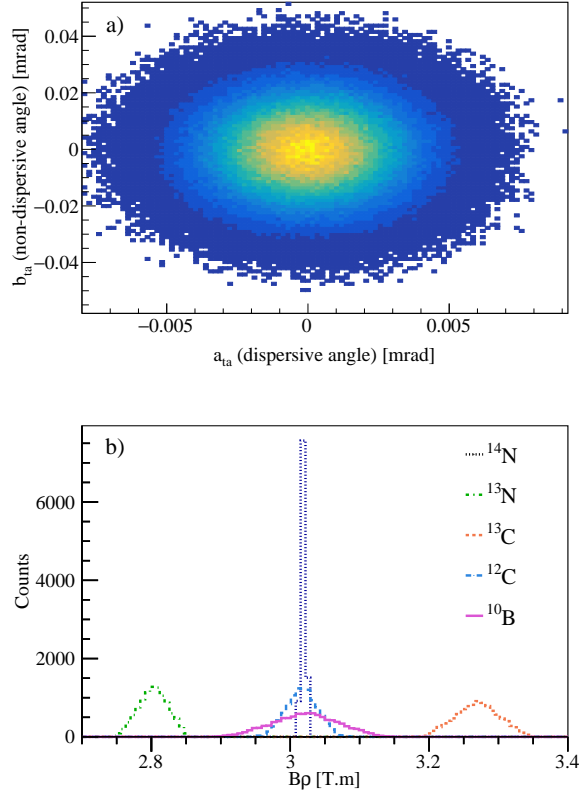 a)
b_ta (non-dispersive angle) [mrad]
0.04
0.02
0
−0.02
−0.04
−0.005
0
0.005
a_ta (dispersive angle) [mrad]
b)
Counts
6000
4000
2000
0
¹⁴N
¹³N
¹³C
¹²C
¹⁰B
2.8
3
3.2
3.4
Bρ [T.m]